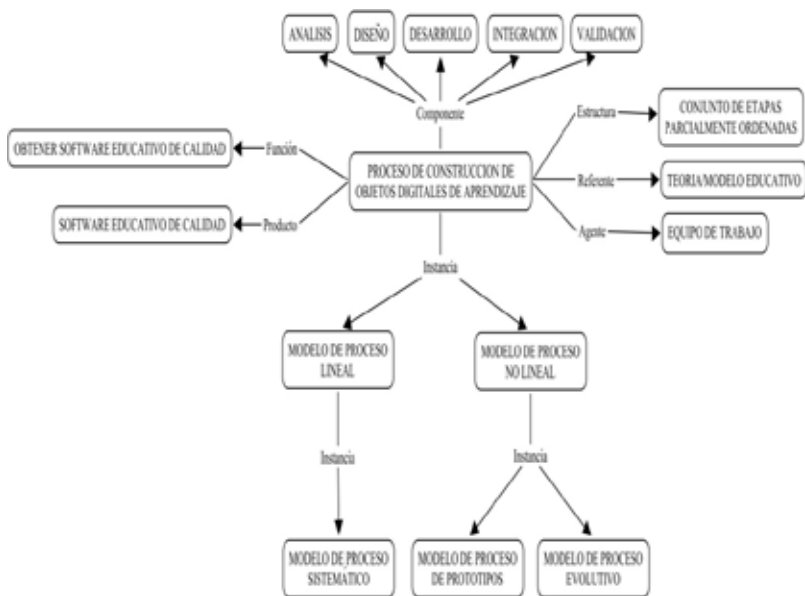 ANALISIS
DISEÑO
DESARROLLO
INTEGRACION
VALIDACION
Componente
Estructura
CONJUNTO DE ETAPAS
PARCIALMENTE ORDENADAS
OBTENER SOFTWARE EDUCATIVO DE CALIDAD
Función
PROCESO DE CONSTRUCCION DE
OBJETOS DIGITALES DE APRENDIZAJE
Referente
TEORIA/MODELO EDUCATIVO
SOFTWARE EDUCATIVO DE CALIDAD
Producto
Agente
EQUIPO DE TRABAJO
Instancia
MODELO DE PROCESO
LINEAL
MODELO DE PROCESO
NO LINEAL
Instancia
Instancia
MODELO DE PROCESO
SISTEMATICO
MODELO DE PROCESO
DE PROTOTIPOS
MODELO DE PROCESO
EVOLUTIVO